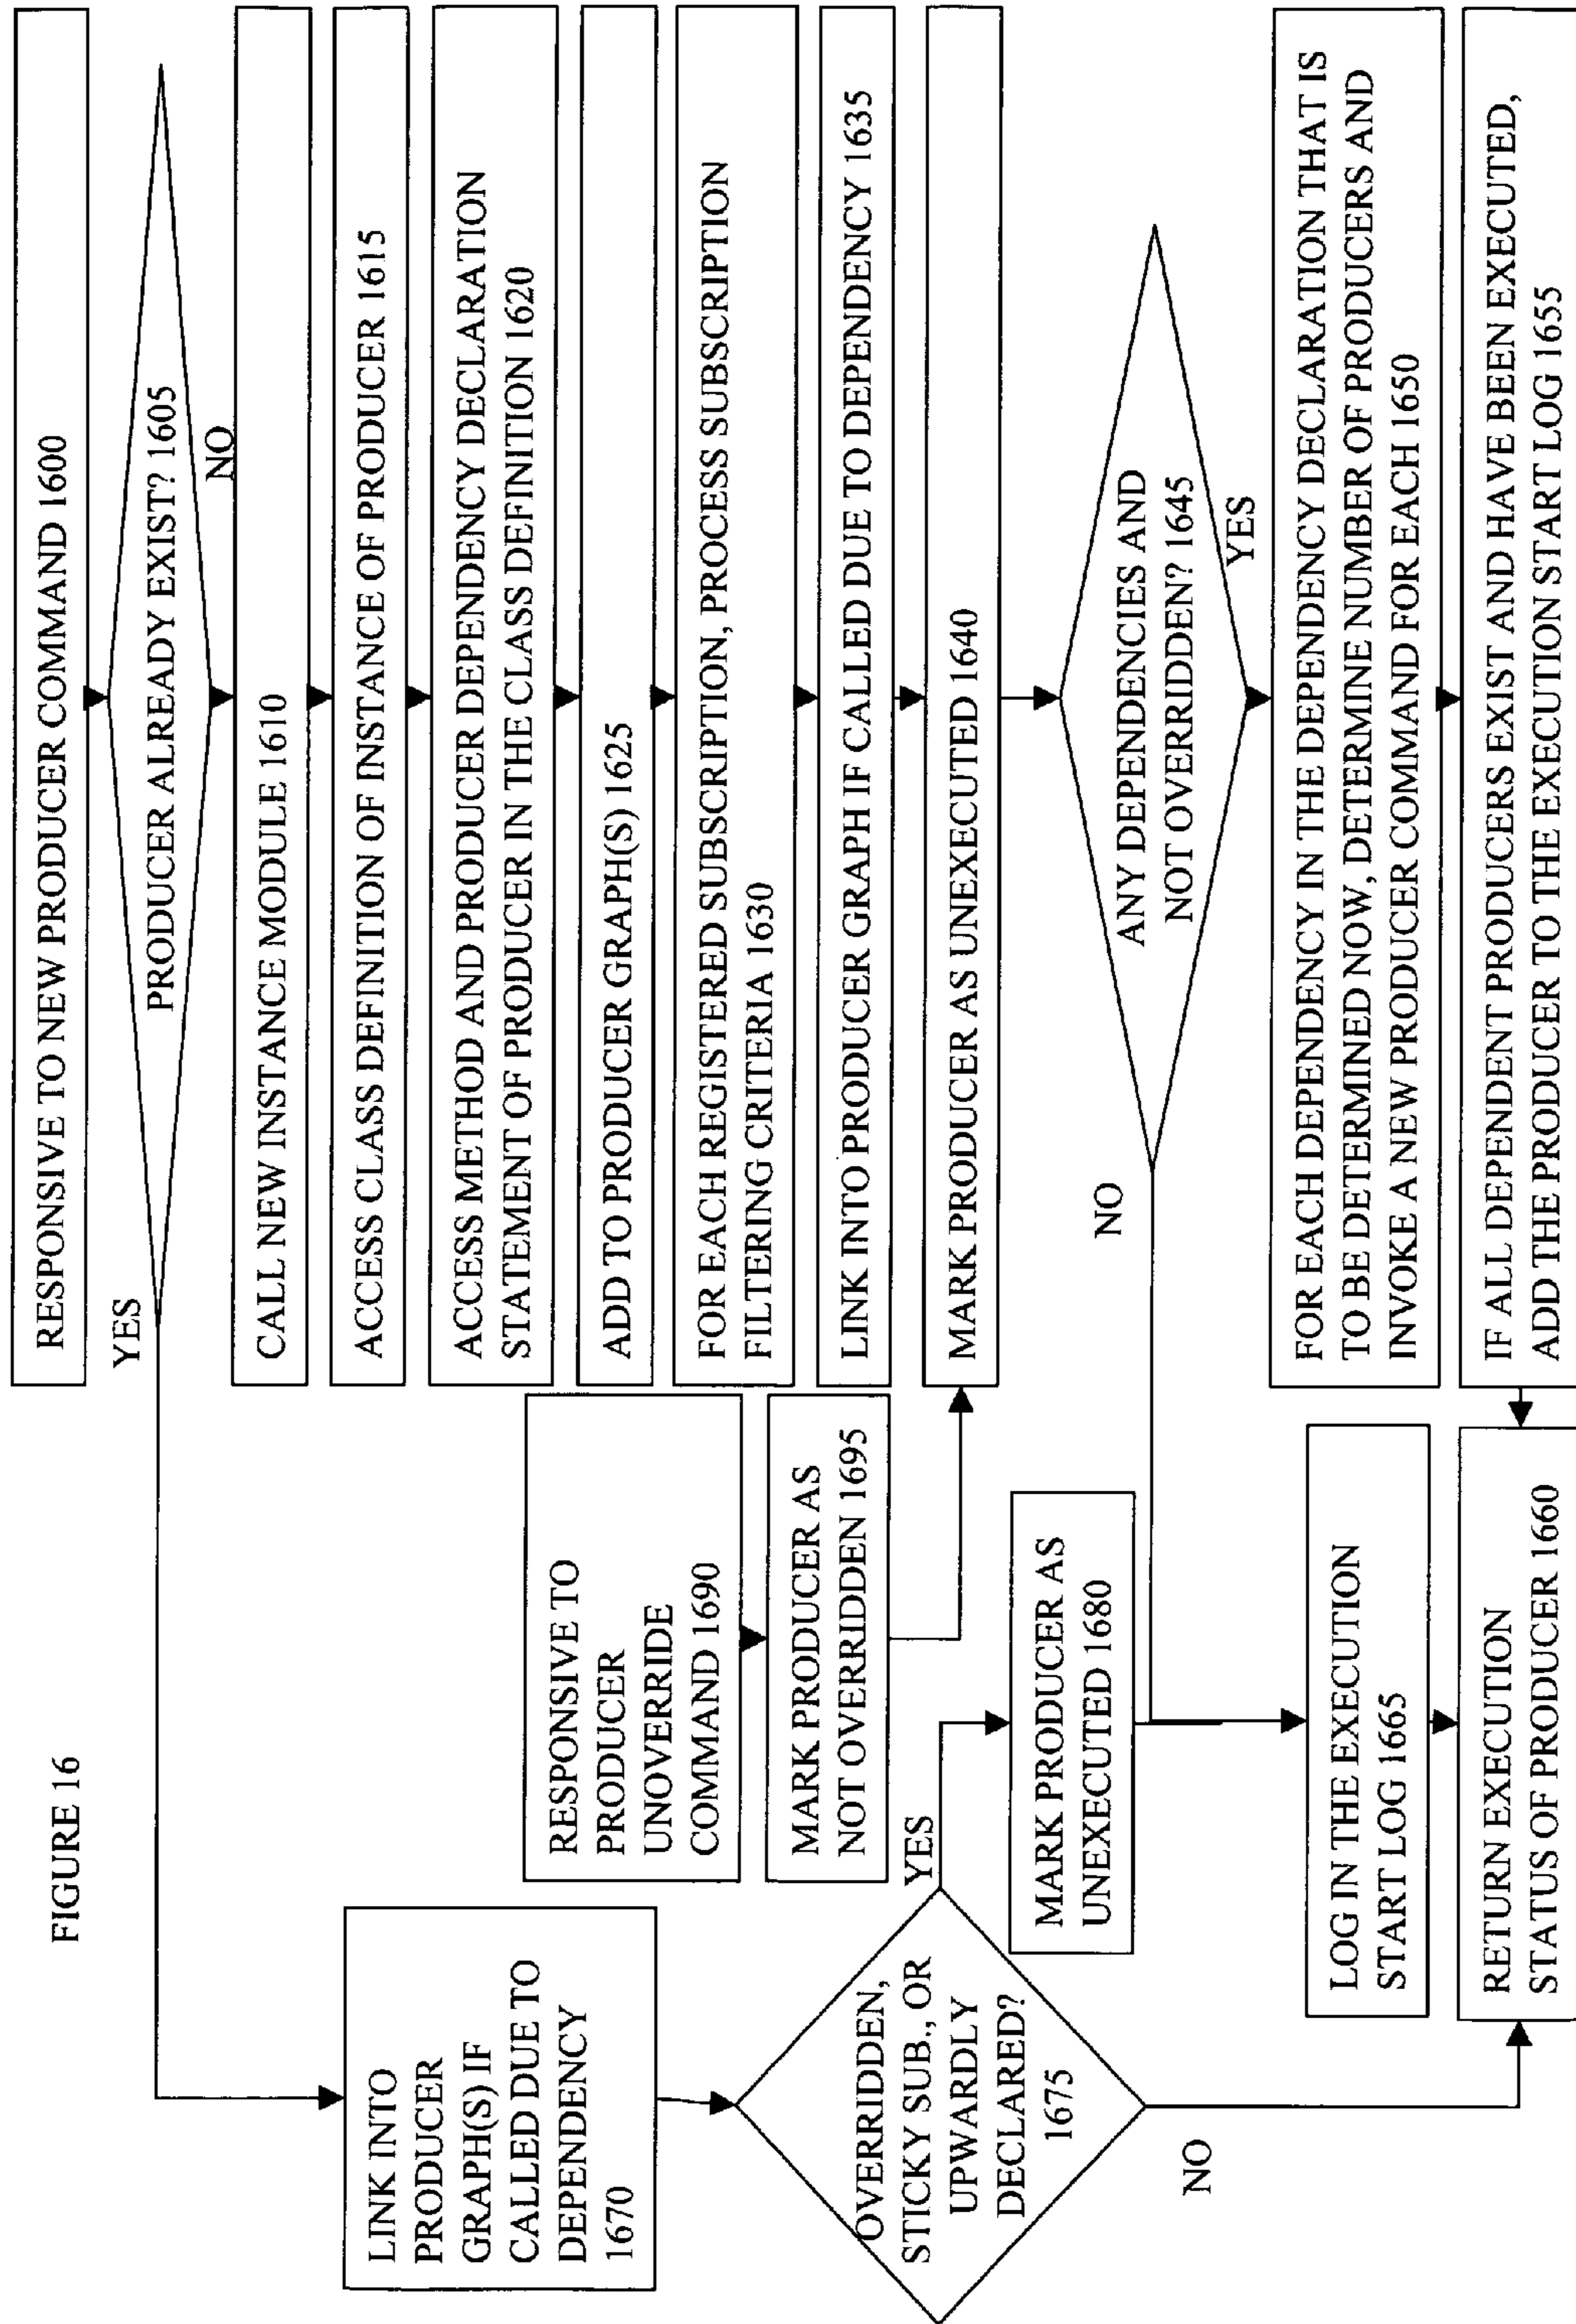 FIGURE 16
RESPONSIVE TO NEW PRODUCER COMMAND 1600
YES
PRODUCER ALREADY EXIST? 1605
NO
CALL NEW INSTANCE MODULE 1610
ACCESS CLASS DEFINITION OF INSTANCE OF PRODUCER 1615
ACCESS METHOD AND PRODUCER DEPENDENCY DECLARATION
STATEMENT OF PRODUCER IN THE CLASS DEFINITION 1620
ADD TO PRODUCER GRAPH(S) 1625
FOR EACH REGISTERED SUBSCRIPTION, PROCESS SUBSCRIPTION
FILTERING CRITERIA 1630
LINK INTO PRODUCER GRAPH IF CALLED DUE TO DEPENDENCY 1635
MARK PRODUCER AS UNEXECUTED 1640
ANY DEPENDENCIES AND
NOT OVERRIDDEN? 1645
NO
YES
FOR EACH DEPENDENCY IN THE DEPENDENCY DECLARATION THAT IS
TO BE DETERMINED NOW, DETERMINE NUMBER OF PRODUCERS AND
INVOKE A NEW PRODUCER COMMAND FOR EACH 1650
IF ALL DEPENDENT PRODUCERS EXIST AND HAVE BEEN EXECUTED,
ADD THE PRODUCER TO THE EXECUTION START LOG 1655
RESPONSIVE TO
PRODUCER
UNOVERRIDE
COMMAND 1690
MARK PRODUCER AS
NOT OVERRIDDEN 1695
LINK INTO
PRODUCER
GRAPH(S) IF
CALLED DUE TO
DEPENDENCY
1670
OVERRIDDEN,
STICKY SUB., OR
UPWARDLY
DECLARED?
1675
YES
NO
MARK PRODUCER AS
UNEXECUTED 1680
LOG IN THE EXECUTION
START LOG 1665
RETURN EXECUTION
STATUS OF PRODUCER 1660